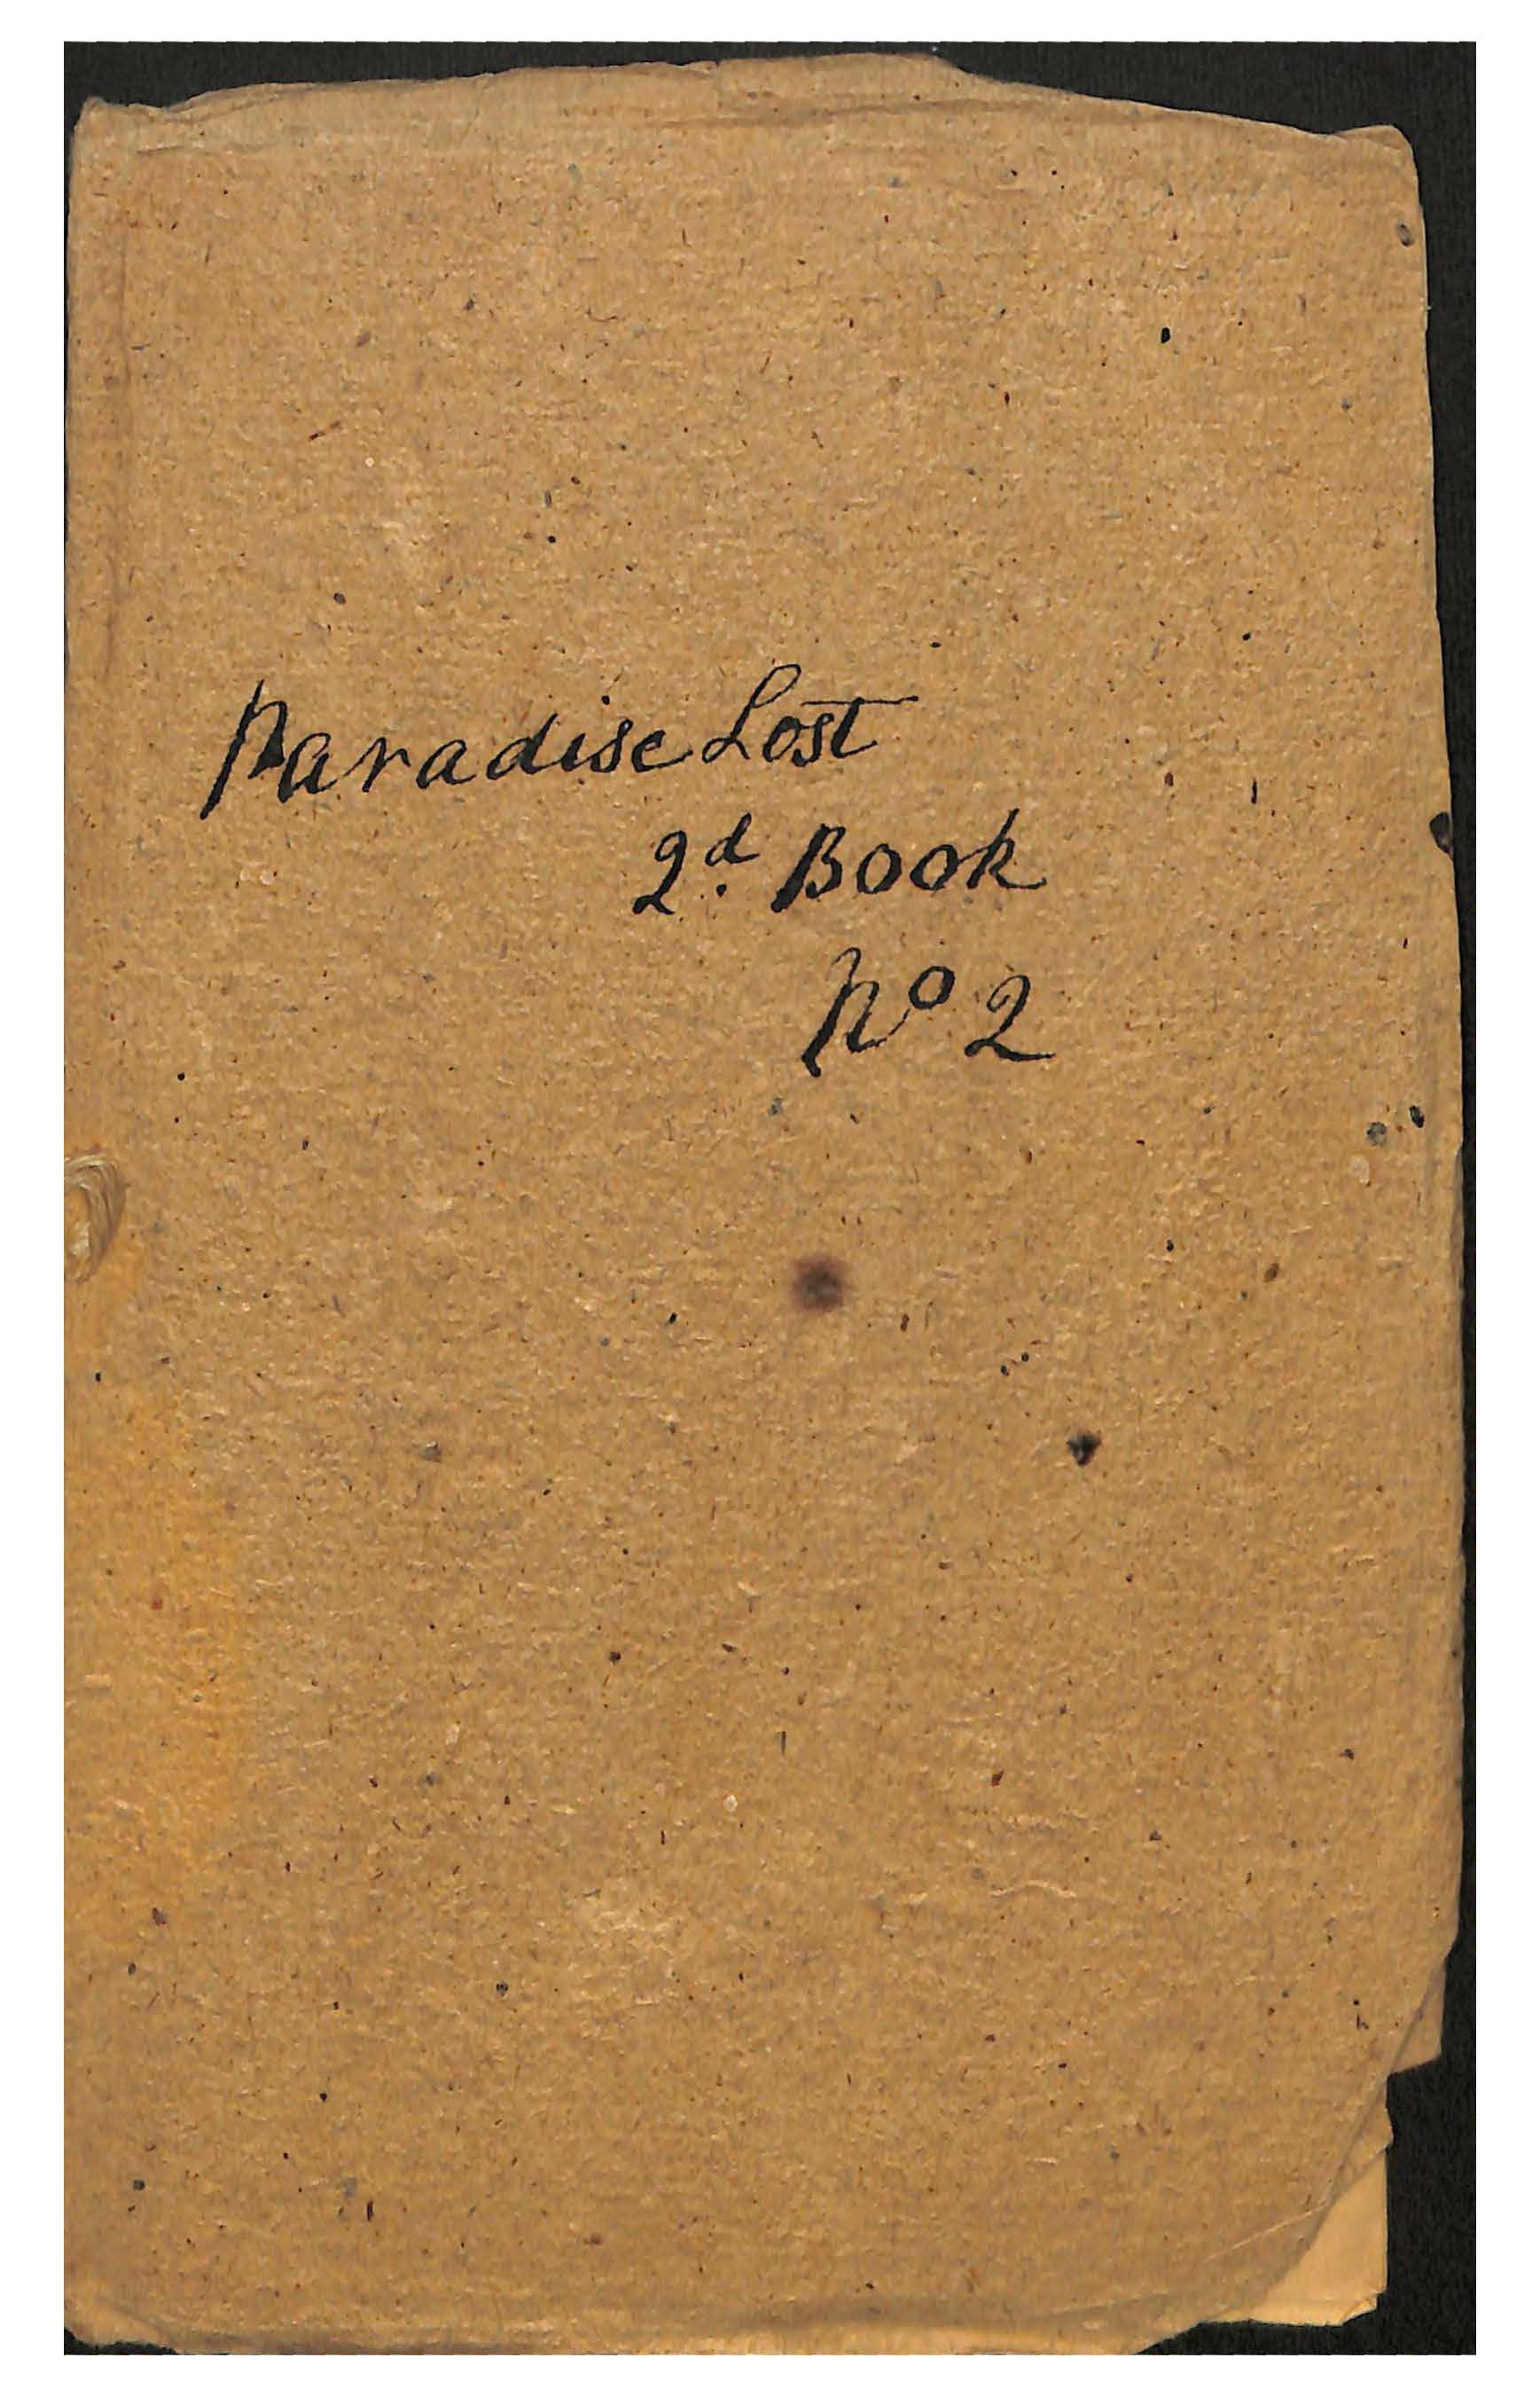 Paradise Lost
2d. Book
No 2